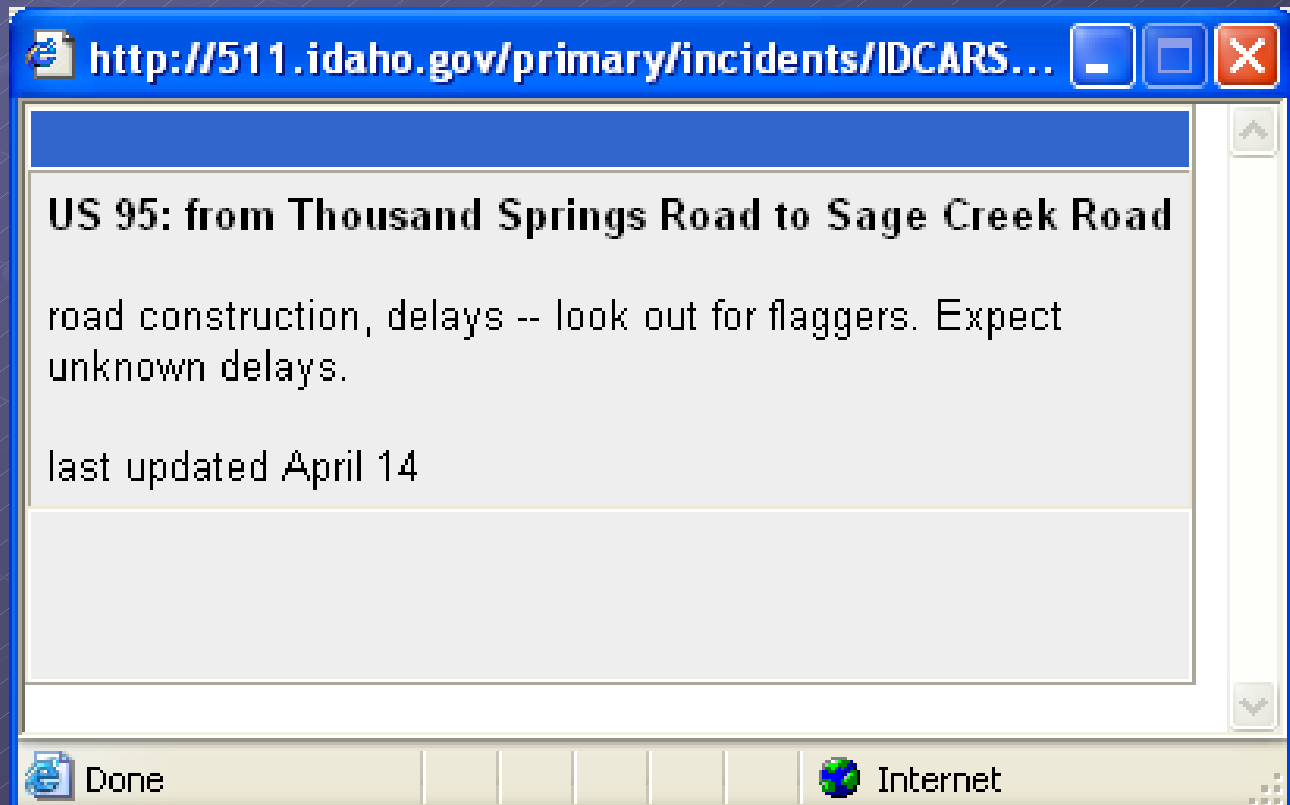 http://511.idaho.gov/primary/incidents/IDCARS...
US 95: from Thousand Springs Road to Sage Creek Road
road construction, delays -- look out for flaggers. Expect
unknown delays.
last updated April 14
Done
Internet